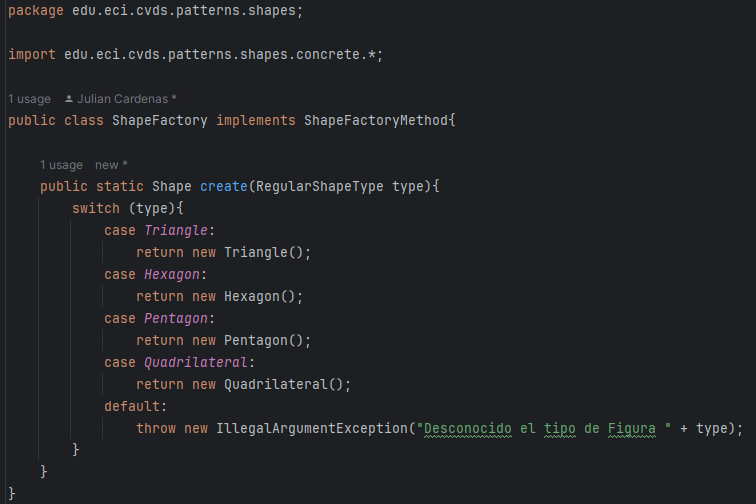 package edu.eci.cvds.patterns.shapes;
import edu.eci.cvds.patterns.shapes.concrete.*;
1 usage Julian Cardenas *
public class ShapeFactory implements ShapeFactoryMethod{
1 usage new *
public static Shape create(RegularShapeType type){
switch (type){
case Triangle:
return new Triangle();
case Hexagon:
return new Hexagon();
case Pentagon:
return new Pentagon();
case Quadrilateral:
return new Quadrilateral();
default:
throw new IllegalArgumentException("Desconocido el tipo de Figura " + type);
}
}
}